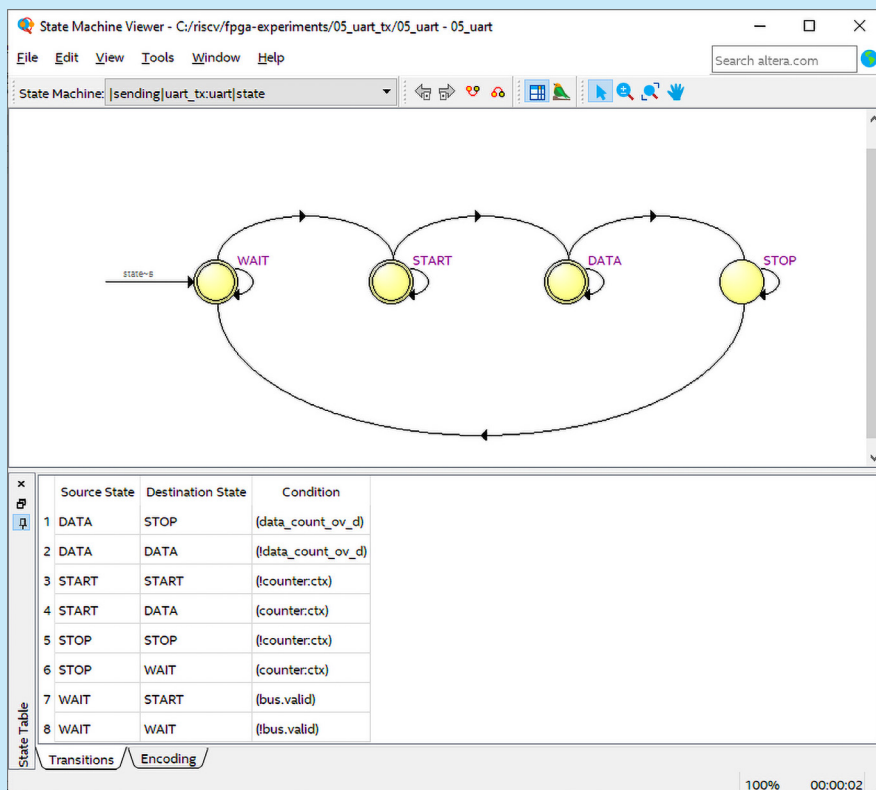 State Machine Viewer - C:/riscv/fpga-experiments/05_uart_tx/05_uart - 05_uart
File Edit View Tools Window Help
Search altera.com
State Machine: |sending|uart_tx:uart|state
WAIT START DATA STOP
Source State Destination State Condition
1 DATA STOP (data_count_ov_d)
2 DATA DATA (!data_count_ov_d)
3 START START (!counter:ctx)
4 START DATA (counter:ctx)
5 STOP STOP (!counter:ctx)
6 STOP WAIT (counter:ctx)
7 WAIT START (bus.valid)
8 WAIT WAIT (!bus.valid)
State Table
Transitions Encoding
100% 00:00:02